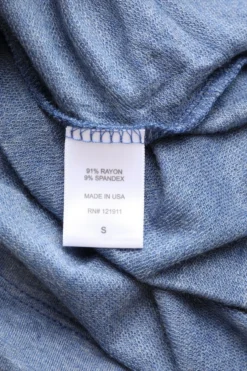 91% RAYON
9% SPANDEX
MADE IN USA
RN# 121911
S